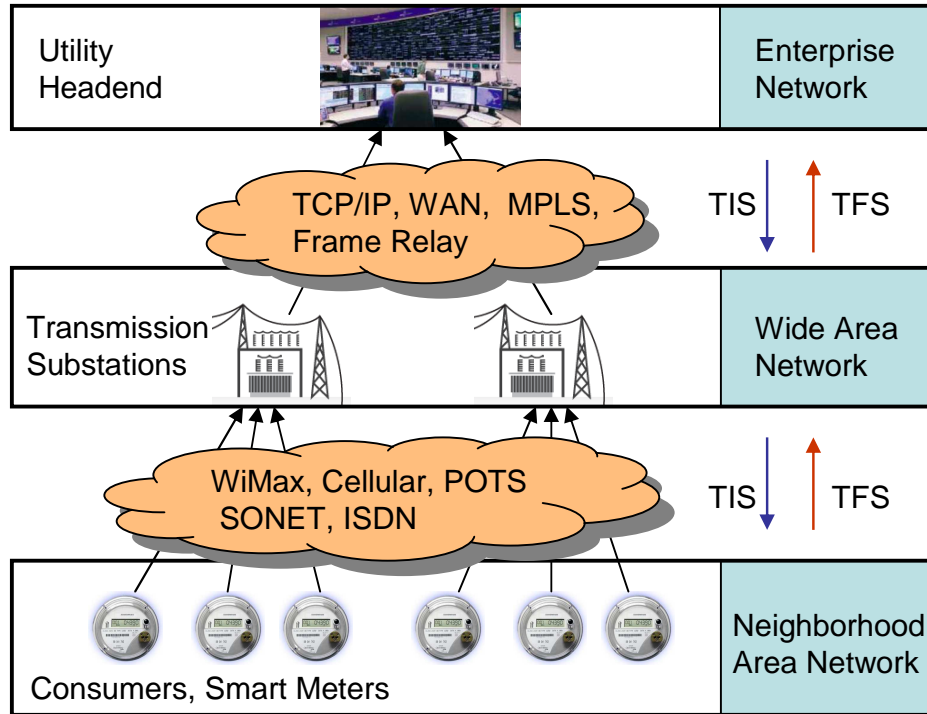 Utility
Headend
Enterprise
Network
TCP/IP, WAN, MPLS,
Frame Relay
TIS
TFS
Transmission
Substations
Wide Area
Network
WiMax, Cellular, POTS
SONET, ISDN
TIS
TFS
Neighborhood
Area Network
Consumers, Smart Meters